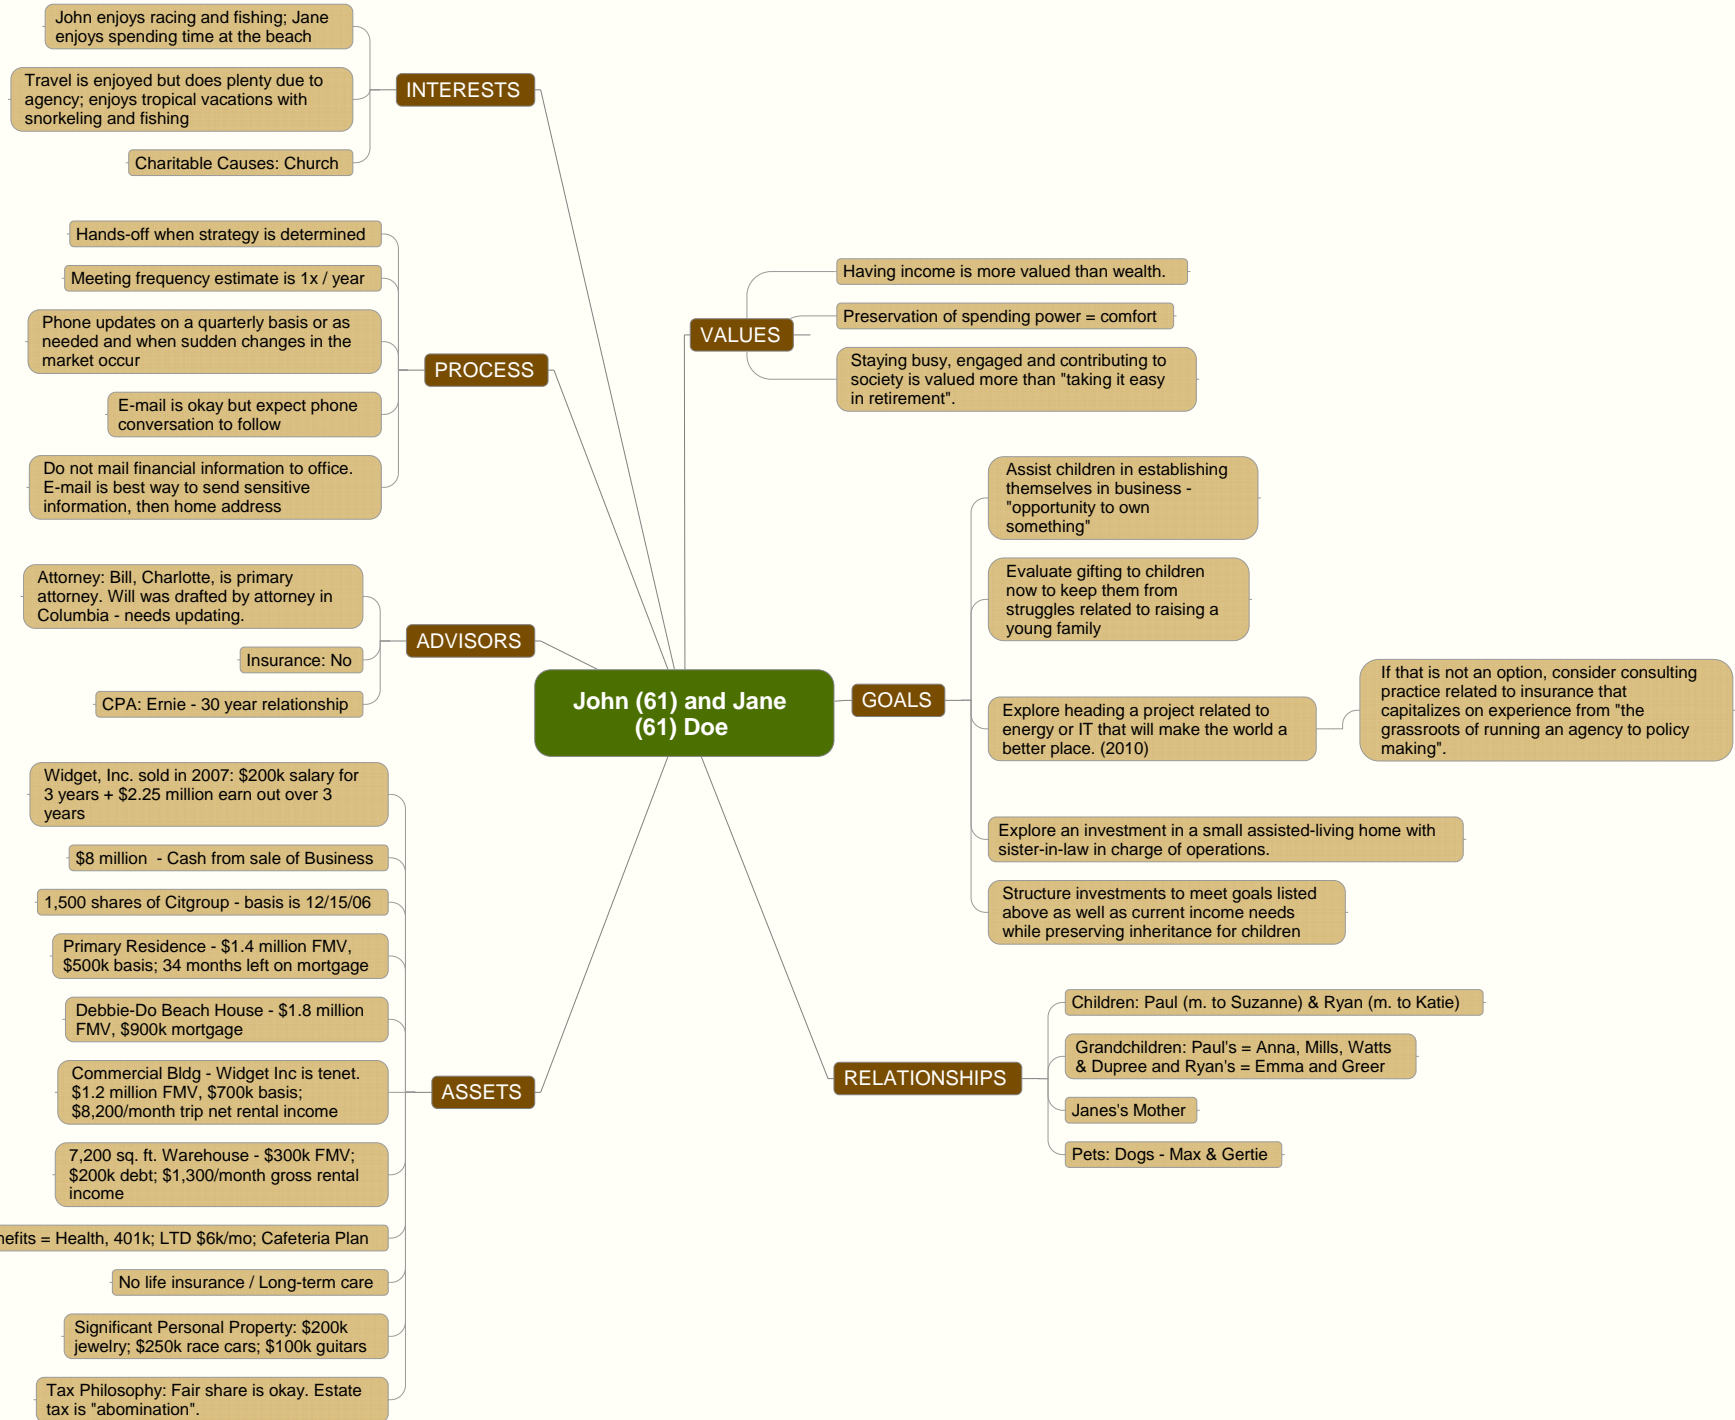 John enjoys racing and fishing; Jane
enjoys spending time at the beach
Travel is enjoyed but does plenty due to
agency; enjoys tropical vacations with
snorkeling and fishing
Charitable Causes: Church
INTERESTS
Hands-off when strategy is determined
Meeting frequency estimate is 1x / year
Phone updates on a quarterly basis or as
needed and when sudden changes in the
market occur
E-mail is okay but expect phone
conversation to follow
Do not mail financial information to office.
E-mail is best way to send sensitive
information, then home address
PROCESS
Attorney: Bill, Charlotte, is primary
attorney. Will was drafted by attorney in
Columbia - needs updating.
Insurance: No
CPA: Ernie - 30 year relationship
ADVISORS
Widget, Inc. sold in 2007: $200k salary for
3 years + $2.25 million earn out over 3
years
$8 million  - Cash from sale of Business
1,500 shares of Citgroup - basis is 12/15/06
Primary Residence - $1.4 million FMV,
$500k basis; 34 months left on mortgage
Debbie-Do Beach House - $1.8 million
FMV, $900k mortgage
Commercial Bldg - Widget Inc is tenet.
$1.2 million FMV, $700k basis;
$8,200/month trip net rental income
7,200 sq. ft. Warehouse - $300k FMV;
$200k debt; $1,300/month gross rental
income
nefits = Health, 401k; LTD $6k/mo; Cafeteria Plan
No life insurance / Long-term care
Significant Personal Property: $200k
jewelry; $250k race cars; $100k guitars
Tax Philosophy: Fair share is okay. Estate
tax is "abomination".
ASSETS
John (61) and Jane
(61) Doe
VALUES
Having income is more valued than wealth.
Preservation of spending power = comfort
Staying busy, engaged and contributing to
society is valued more than "taking it easy
in retirement".
GOALS
Assist children in establishing
themselves in business -
"opportunity to own
something"
Evaluate gifting to children
now to keep them from
struggles related to raising a
young family
Explore heading a project related to
energy or IT that will make the world a
better place. (2010)
If that is not an option, consider consulting
practice related to insurance that
capitalizes on experience from "the
grassroots of running an agency to policy
making".
Explore an investment in a small assisted-living home with
sister-in-law in charge of operations.
Structure investments to meet goals listed
above as well as current income needs
while preserving inheritance for children
RELATIONSHIPS
Children: Paul (m. to Suzanne) & Ryan (m. to Katie)
Grandchildren: Paul's = Anna, Mills, Watts
& Dupree and Ryan's = Emma and Greer
Janes's Mother
Pets: Dogs - Max & Gertie